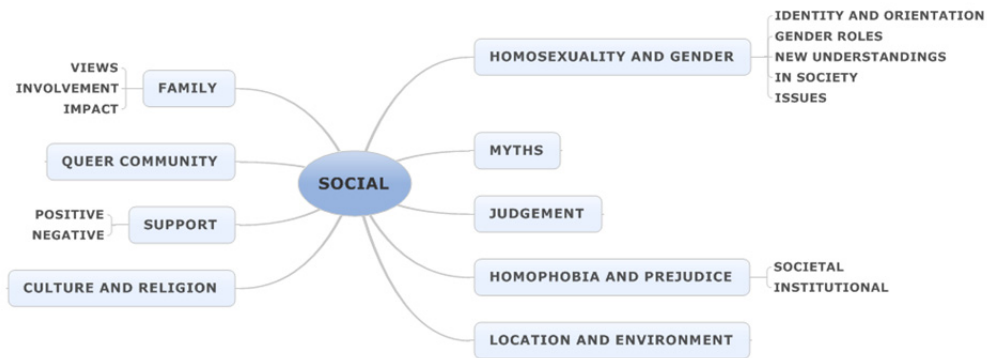 SOCIAL
FAMILY
VIEWS
INVOLVEMENT
IMPACT
QUEER COMMUNITY
SUPPORT
POSITIVE
NEGATIVE
CULTURE AND RELIGION
HOMOSEXUALITY AND GENDER
IDENTITY AND ORIENTATION
GENDER ROLES
NEW UNDERSTANDINGS
IN SOCIETY
ISSUES
MYTHS
JUDGEMENT
HOMOPHOBIA AND PREJUDICE
SOCIETAL
INSTITUTIONAL
LOCATION AND ENVIRONMENT